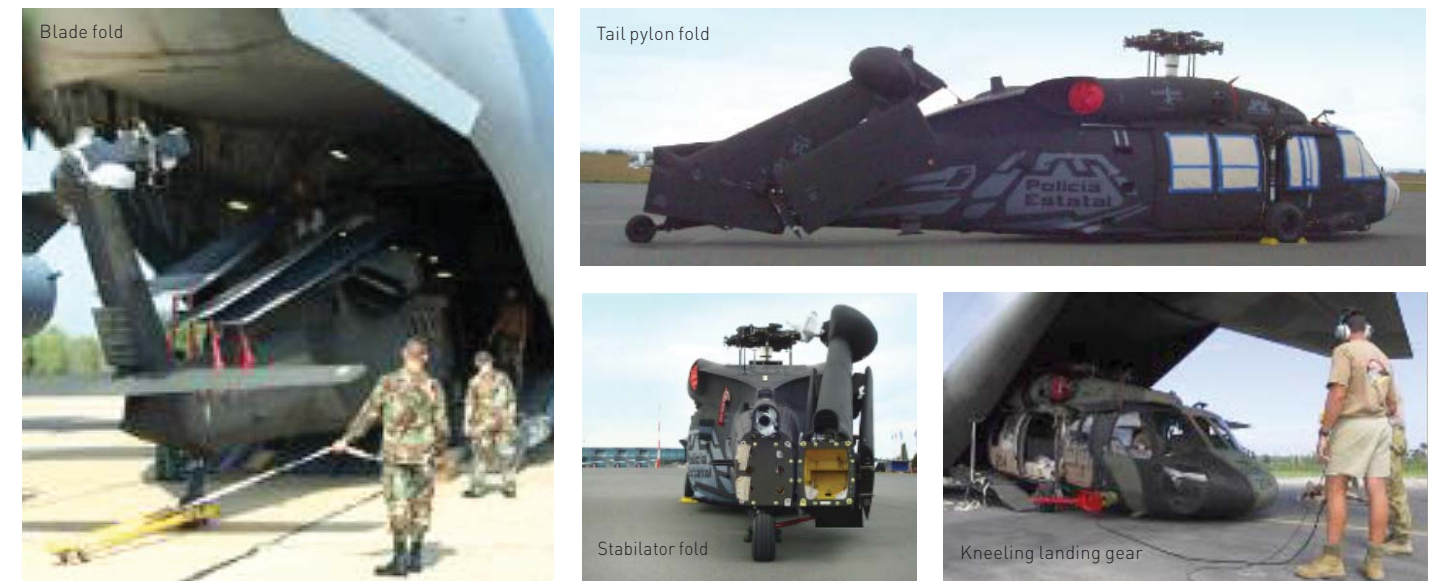 Blade fold
Tail pylon fold
Policía
Estatal
Policía
Estatal
Stabilator fold
Kneeling landing gear